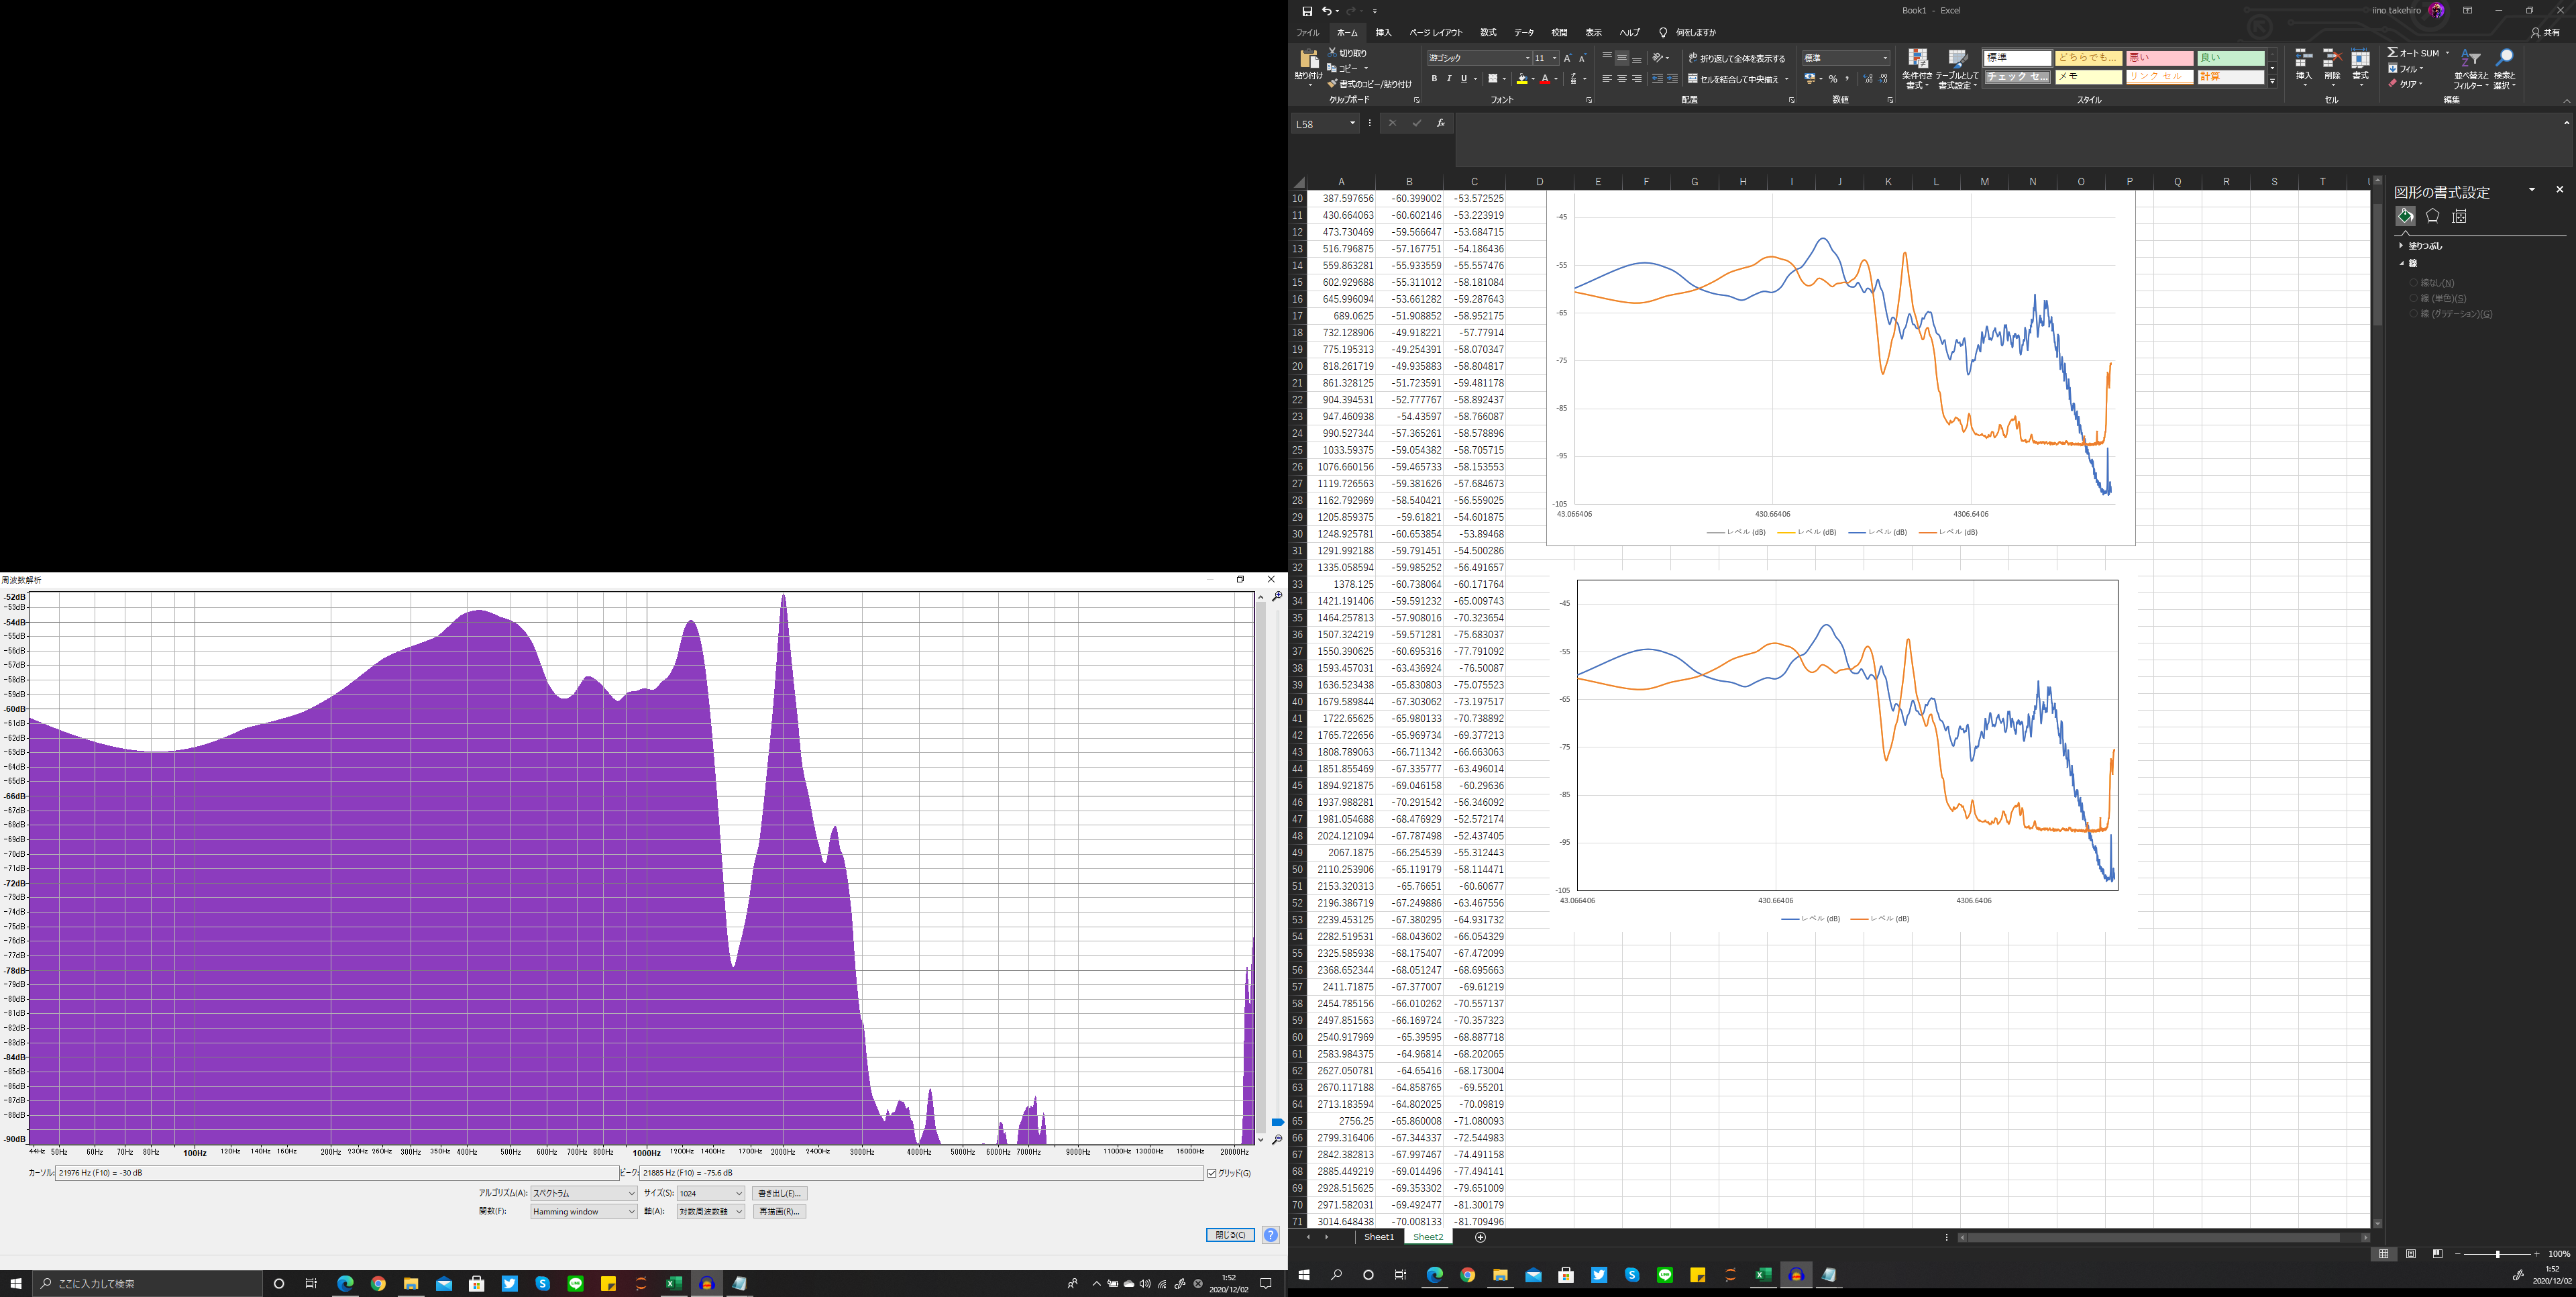 周波数解析
-52dB
-53dB
-54dB
-55dB
-56dB
-57dB
-58dB
-59dB
-60dB
-61dB
-62dB
-63dB
-64dB
-65dB
-66dB
-67dB
-68dB
-69dB
-70dB
-71dB
-72dB
-73dB
-74dB
-75dB
-76dB
-77dB
-78dB
-79dB
-80dB
-81dB
-82dB
-83dB
-84dB
-85dB
-86dB
-87dB
-88dB
-90dB
44Hz 50Hz 60Hz 70Hz 80Hz 100Hz 120Hz 140Hz 160Hz 200Hz 230Hz 260Hz 300Hz 350Hz 400Hz 500Hz 600Hz 700Hz 800Hz 1000Hz 1200Hz 1400Hz 1700Hz 2000Hz 2400Hz 3000Hz 4000Hz 5000Hz 6000Hz 7000Hz 9000Hz 11000Hz 13000Hz 16000Hz 20000Hz
カーソル: 21976 Hz (F10) = -30 dB ピーク: 21885 Hz (F10) = -75.6 dB グリッド(G)
アルゴリズム(A): スペクトラム サイズ(S): 1024 書き出し(E)...
関数(F): Hamming window 軸(A): 対数周波数軸 再描画(R)...
閉じる(C)
ここに入力して検索
1:52
2020/12/02
Book1 - Excel
iino takehiro
ファイル ホーム 挿入 ページ レイアウト 数式 データ 校閲 表示 ヘルプ 何をしますか 共有
貼り付け
切り取り
コピー
書式のコピー/貼り付け
クリップボード
游ゴシック 11
B I U
フォント
折り返して全体を表示する
セルを結合して中央揃え
配置
標準
数値
条件付き書式
テーブルとして書式設定
標準 どちらでも... 悪い 良い
チェック セ... メモ リンク セル 計算
スタイル
挿入 削除 書式
セル
オート SUM
フィル
クリア
並べ替えとフィルター
検索と選択
編集
L58
A B C D E F G H I J K L M N O P Q R S T
10 387.597656 -60.399002 -53.572525
11 430.664063 -60.602146 -53.223919
12 473.730469 -59.566647 -53.684715
13 516.796875 -57.167751 -54.186436
14 559.863281 -55.933559 -55.557476
15 602.929688 -55.311012 -58.181084
16 645.996094 -53.661282 -59.287643
17 689.0625 -51.908852 -58.952175
18 732.128906 -49.918221 -57.77914
19 775.195313 -49.254391 -58.070347
20 818.261719 -49.935883 -58.804817
21 861.328125 -51.723591 -59.481178
22 904.394531 -52.777767 -58.892437
23 947.460938 -54.43597 -58.766087
24 990.527344 -57.365261 -58.578896
25 1033.59375 -59.054382 -58.705715
26 1076.660156 -59.465733 -58.153553
27 1119.726563 -59.381626 -57.684673
28 1162.792969 -58.540421 -56.559025
29 1205.859375 -59.61821 -54.601875
30 1248.925781 -60.653854 -53.89468
31 1291.992188 -59.791451 -54.500286
32 1335.058594 -59.985252 -56.491657
33 1378.125 -60.738064 -60.171764
34 1421.191406 -59.591232 -65.009743
35 1464.257813 -57.908016 -70.323654
36 1507.324219 -59.571281 -75.683037
37 1550.390625 -60.695316 -77.791092
38 1593.457031 -63.436924 -76.50087
39 1636.523438 -65.830803 -75.075523
40 1679.589844 -67.303062 -73.197517
41 1722.65625 -65.980133 -70.738892
42 1765.722656 -65.969734 -69.377213
43 1808.789063 -66.711342 -66.663063
44 1851.855469 -67.335777 -63.496014
45 1894.921875 -69.046158 -60.29636
46 1937.988281 -70.291542 -56.346092
47 1981.054688 -68.476929 -52.572174
48 2024.121094 -67.787498 -52.437405
49 2067.1875 -66.254539 -55.312443
50 2110.253906 -65.119179 -58.114471
51 2153.320313 -65.76651 -60.60677
52 2196.386719 -67.249886 -63.467556
53 2239.453125 -67.380295 -64.931732
54 2282.519531 -68.043602 -66.054329
55 2325.585938 -68.175407 -67.472099
56 2368.652344 -68.051247 -68.695663
57 2411.71875 -67.377007 -69.61219
58 2454.785156 -66.010262 -70.557137
59 2497.851563 -66.169724 -70.357323
60 2540.917969 -65.39595 -68.887718
61 2583.984375 -64.96814 -68.202065
62 2627.050781 -64.65416 -68.173004
63 2670.117188 -64.858765 -69.55201
64 2713.183594 -64.802025 -70.09819
65 2756.25 -65.860008 -71.080093
66 2799.316406 -67.344337 -72.544983
67 2842.382813 -67.997467 -74.491158
68 2885.449219 -69.014496 -77.494141
69 2928.515625 -69.353302 -79.651009
70 2971.582031 -69.492477 -81.300179
71 3014.648438 -70.008133 -81.709496
-45
-55
-65
-75
-85
-95
-105
43.066406 430.66406 4306.6406
レベル (dB) レベル (dB) レベル (dB) レベル (dB)
-45
-55
-65
-75
-85
-95
-105
43.066406 430.66406 4306.6406
レベル (dB) レベル (dB)
図形の書式設定
塗りつぶし
線
線なし(N)
線 (単色)(S)
線 (グラデーション)(G)
Sheet1 Sheet2
100%
1:52
2020/12/02